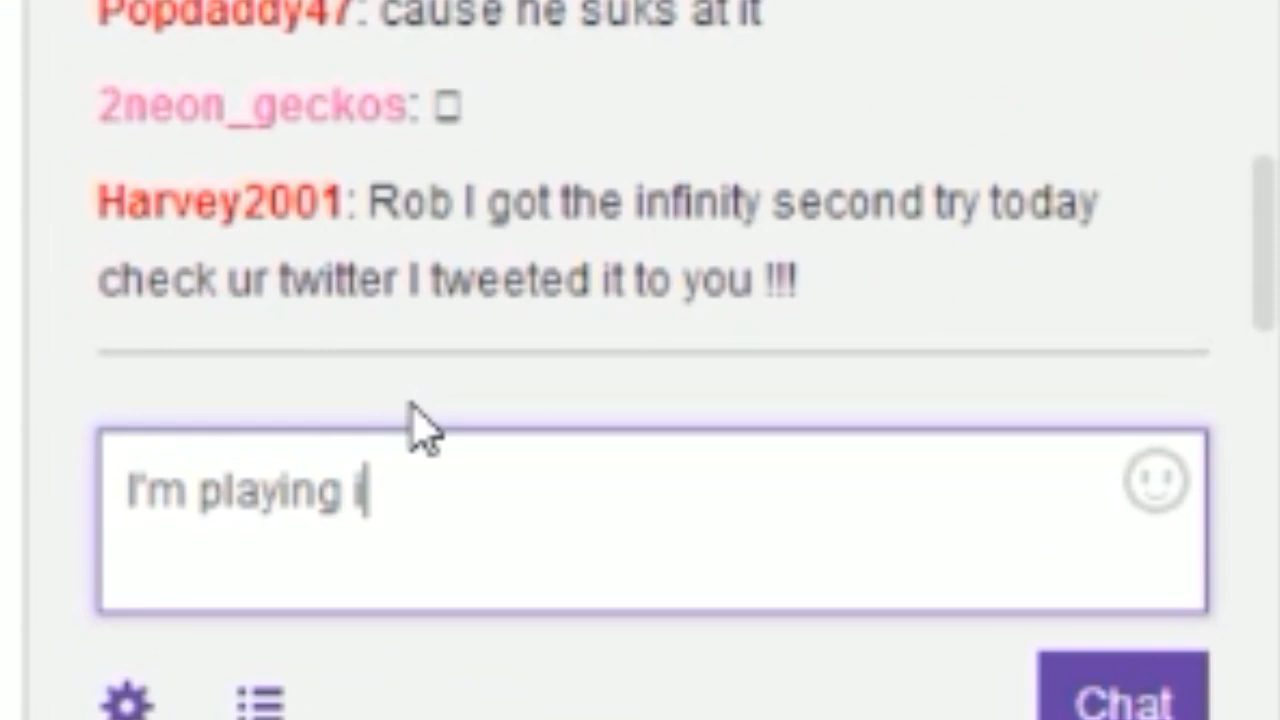 Popdaddy47: cause he suks at it
2neon_geckos: □
Harvey2001: Rob I got the infinity second try today
check ur twitter I tweeted it to you !!!
I'm playing i
Chat